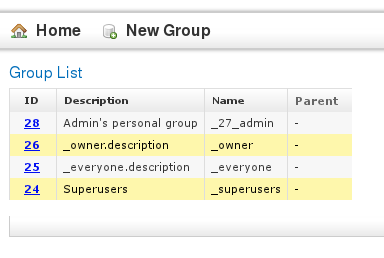 Home New Group
Group List
ID Description Name Parent
28 Admin's personal group _27_admin -
26 _owner.description _owner -
25 _everyone.description _everyone -
24 Superusers _superusers -